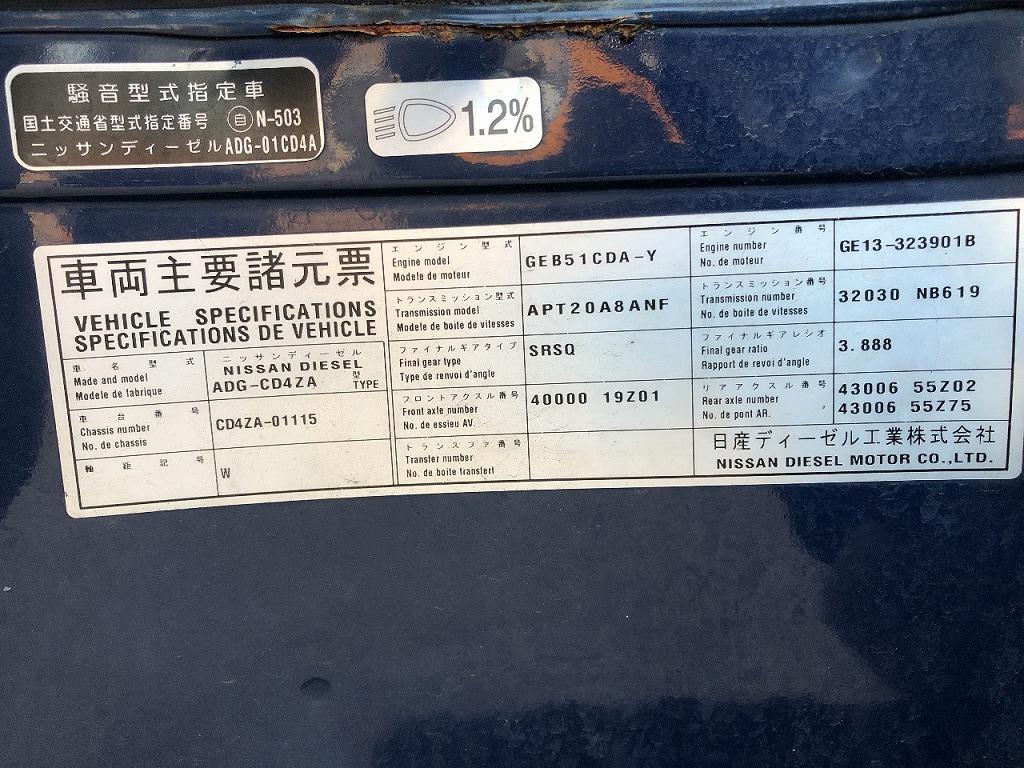 騒音型式指定車
国土交通省型式指定番号 自 N-503
ニッサンディーゼル ADG-01CD4A
1.2%
車両主要諸元票
VEHICLE SPECIFICATIONS
SPECIFICATIONS DE VEHICLE
車名型式
Made and model
Modele de fabrique
ニッサンディーゼル
NISSAN DIESEL
ADG-CD4ZA 型 TYPE
車台番号
Chassis number
No. de chassis
CD4ZA-01115
軸距記号
W
エンジン型式
Engine model
Modele de moteur
GEB51CDA-Y
トランスミッション型式
Transmission model
Modele de boite de vitesses
APT20A8ANF
ファイナルギアタイプ
Final gear type
Type de renvoi d'angle
SRSQ
フロントアクスル番号
Front axle number
No. de essieu AV.
40000 19Z01
トランスファ番号
Transter number
No. de boite transfert
エンジン番号
Engine number
No. de moteur
GE13-323901B
トランスミッション番号
Transmission number
No. de boite de vitesses
32030 NB619
ファイナルギアレシオ
Final gear ratio
Rapport de revoi d'angle
3.888
リアアクスル番号
Rear axle number
No. de pont AR.
43006 55Z02
43006 55Z75
日産ディーゼル工業株式会社
NISSAN DIESEL MOTOR CO.,LTD.